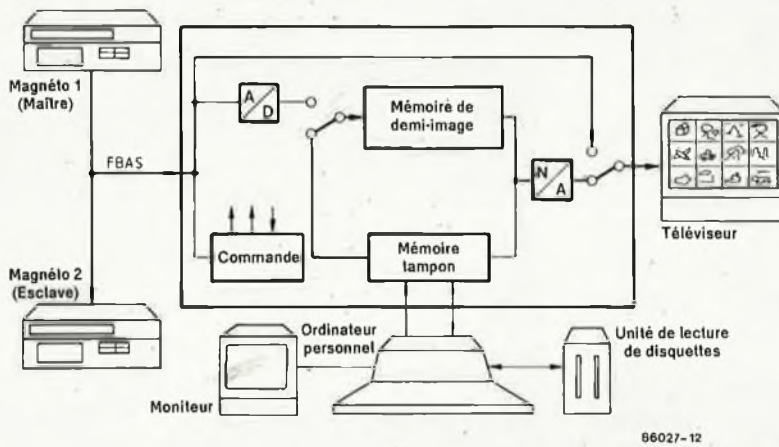 Magnéto 1
(Maître)
FBAS
A
D
Mémoire de
demi-image
N
A
Commande
Mémoire
tampon
Téléviseur
Magnéto 2
(Esclave)
Ordinateur
personnel
Moniteur
Unité de lecture
de disquettes
86027-12